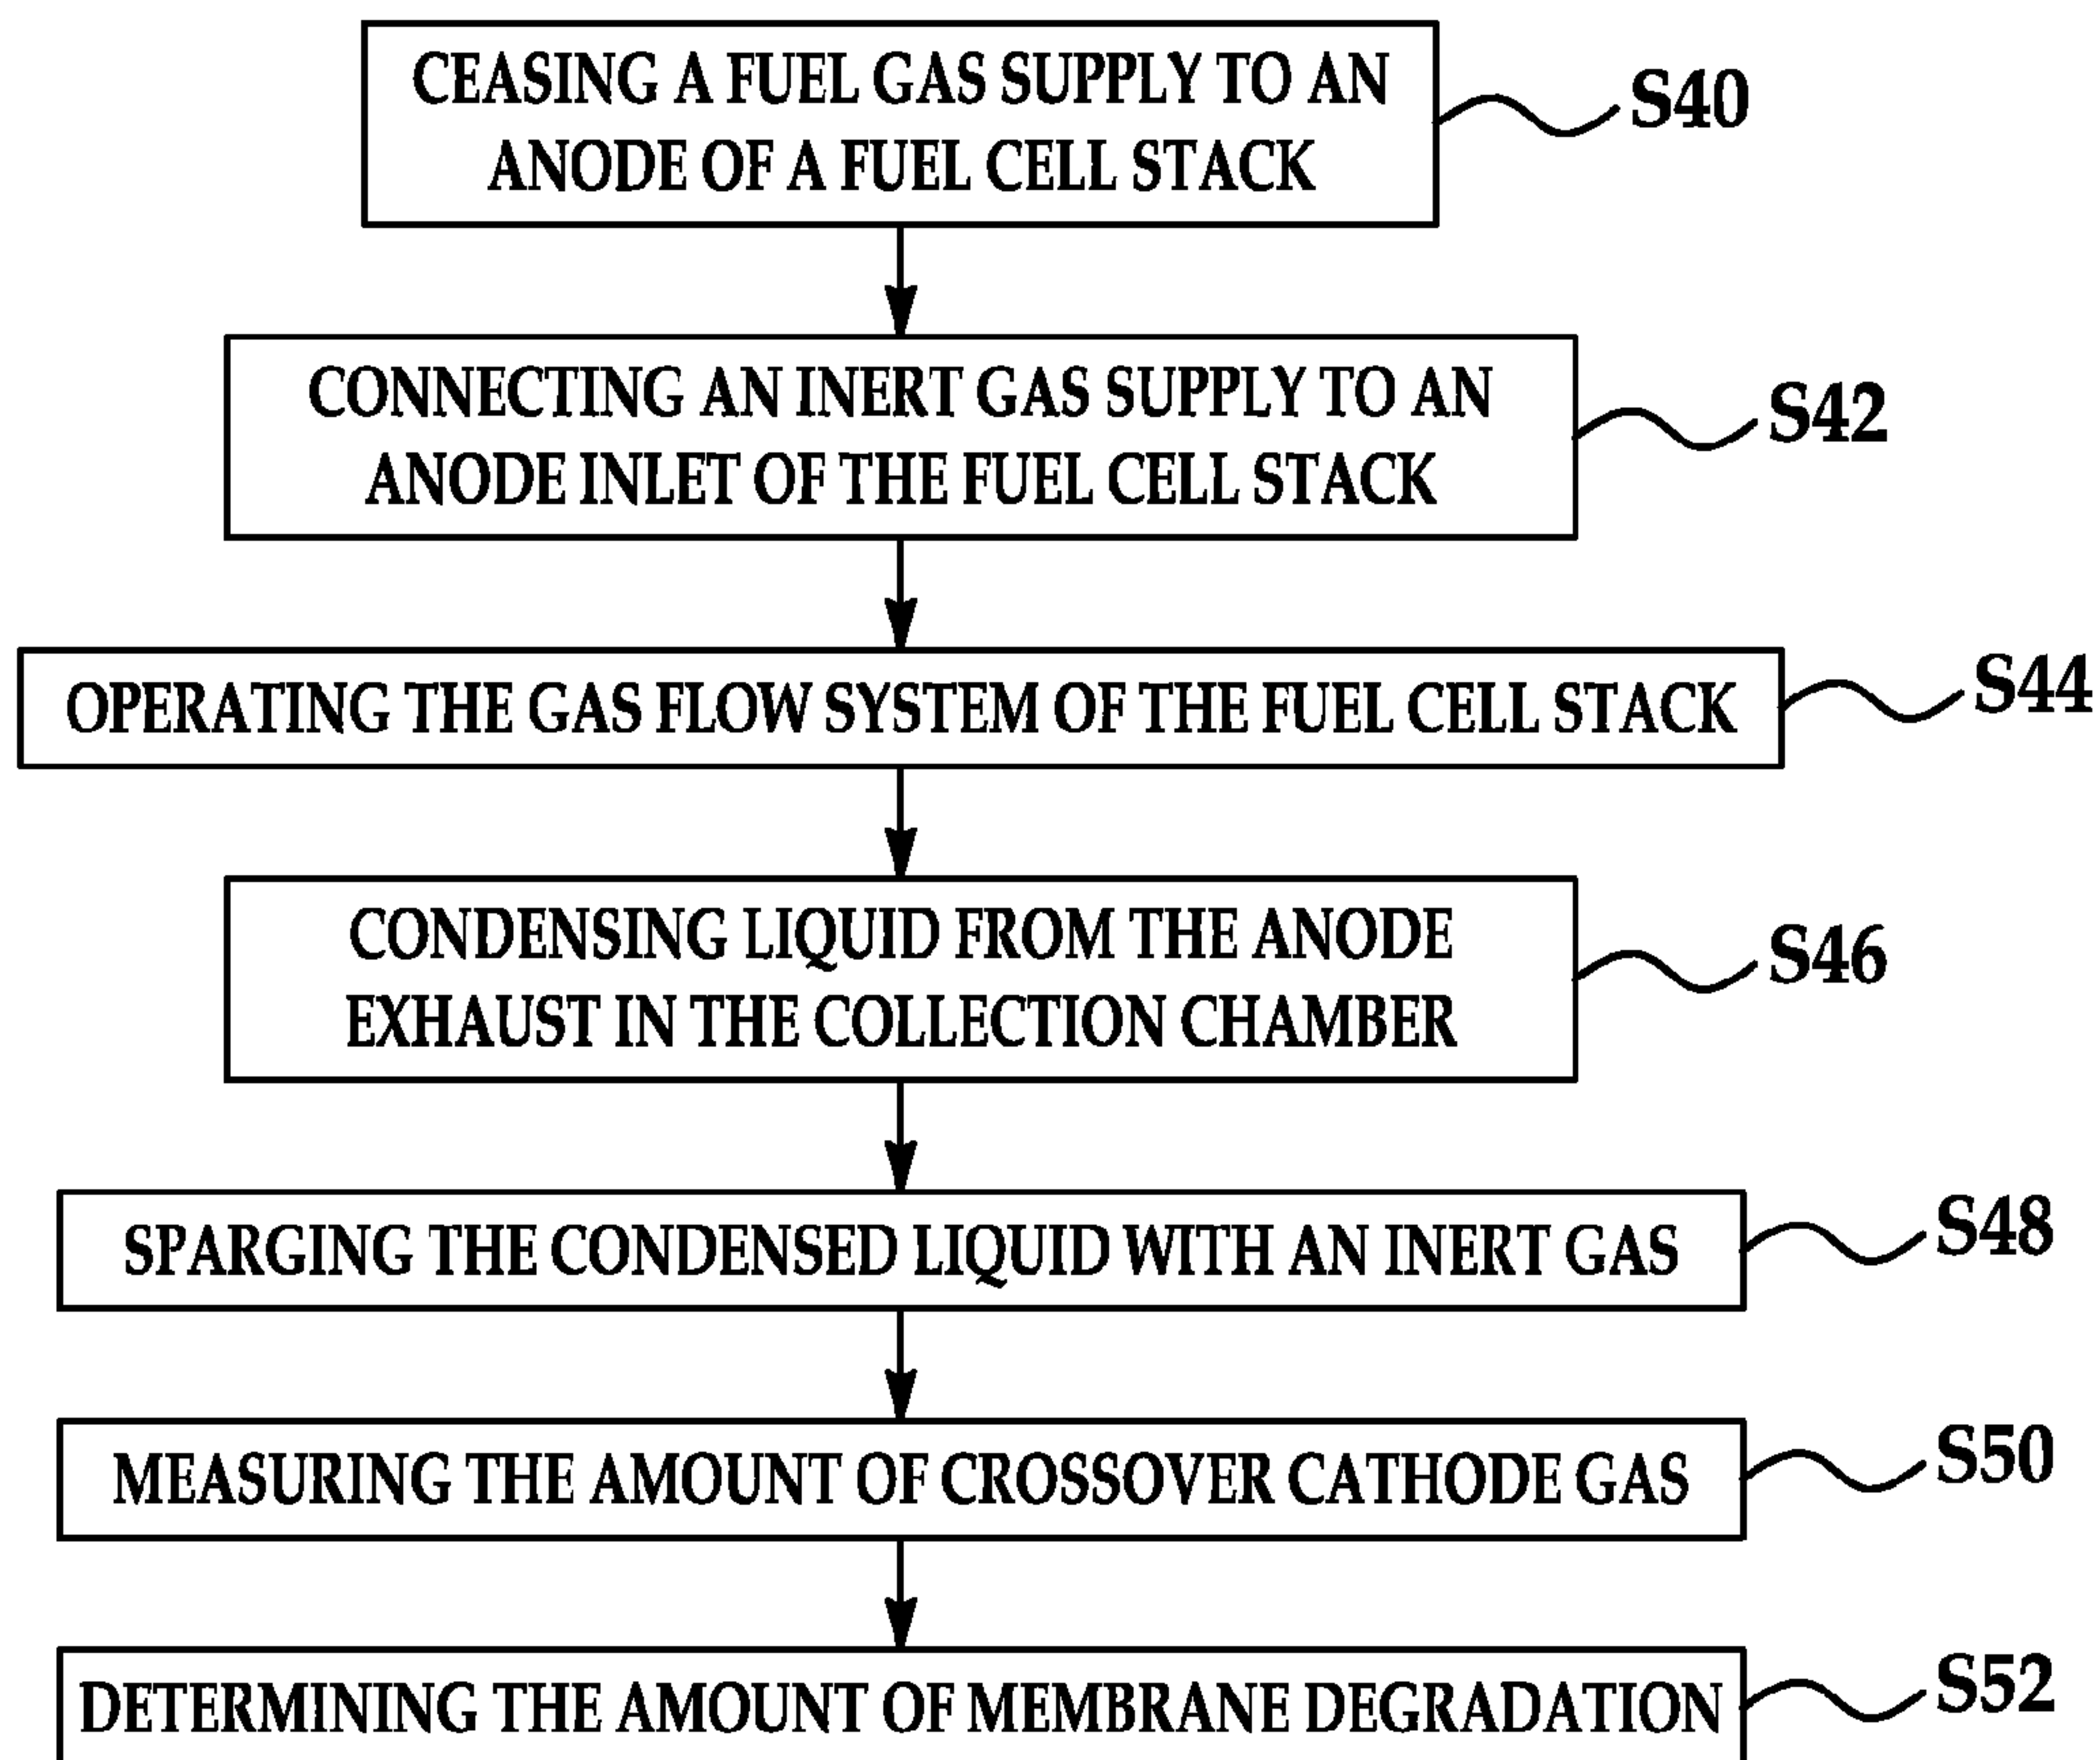 CEASING A FUEL GAS SUPPLY TO AN
ANODE OF A FUEL CELL STACK
S40
CONNECTING AN INERT GAS SUPPLY TO AN
ANODE INLET OF THE FUEL CELL STACK
S42
OPERATING THE GAS FLOW SYSTEM OF THE FUEL CELL STACK
S44
CONDENSING LIQUID FROM THE ANODE
EXHAUST IN THE COLLECTION CHAMBER
S46
SPARGING THE CONDENSED LIQUID WITH AN INERT GAS
S48
MEASURING THE AMOUNT OF CROSSOVER CATHODE GAS
S50
DETERMINING THE AMOUNT OF MEMBRANE DEGRADATION
S52